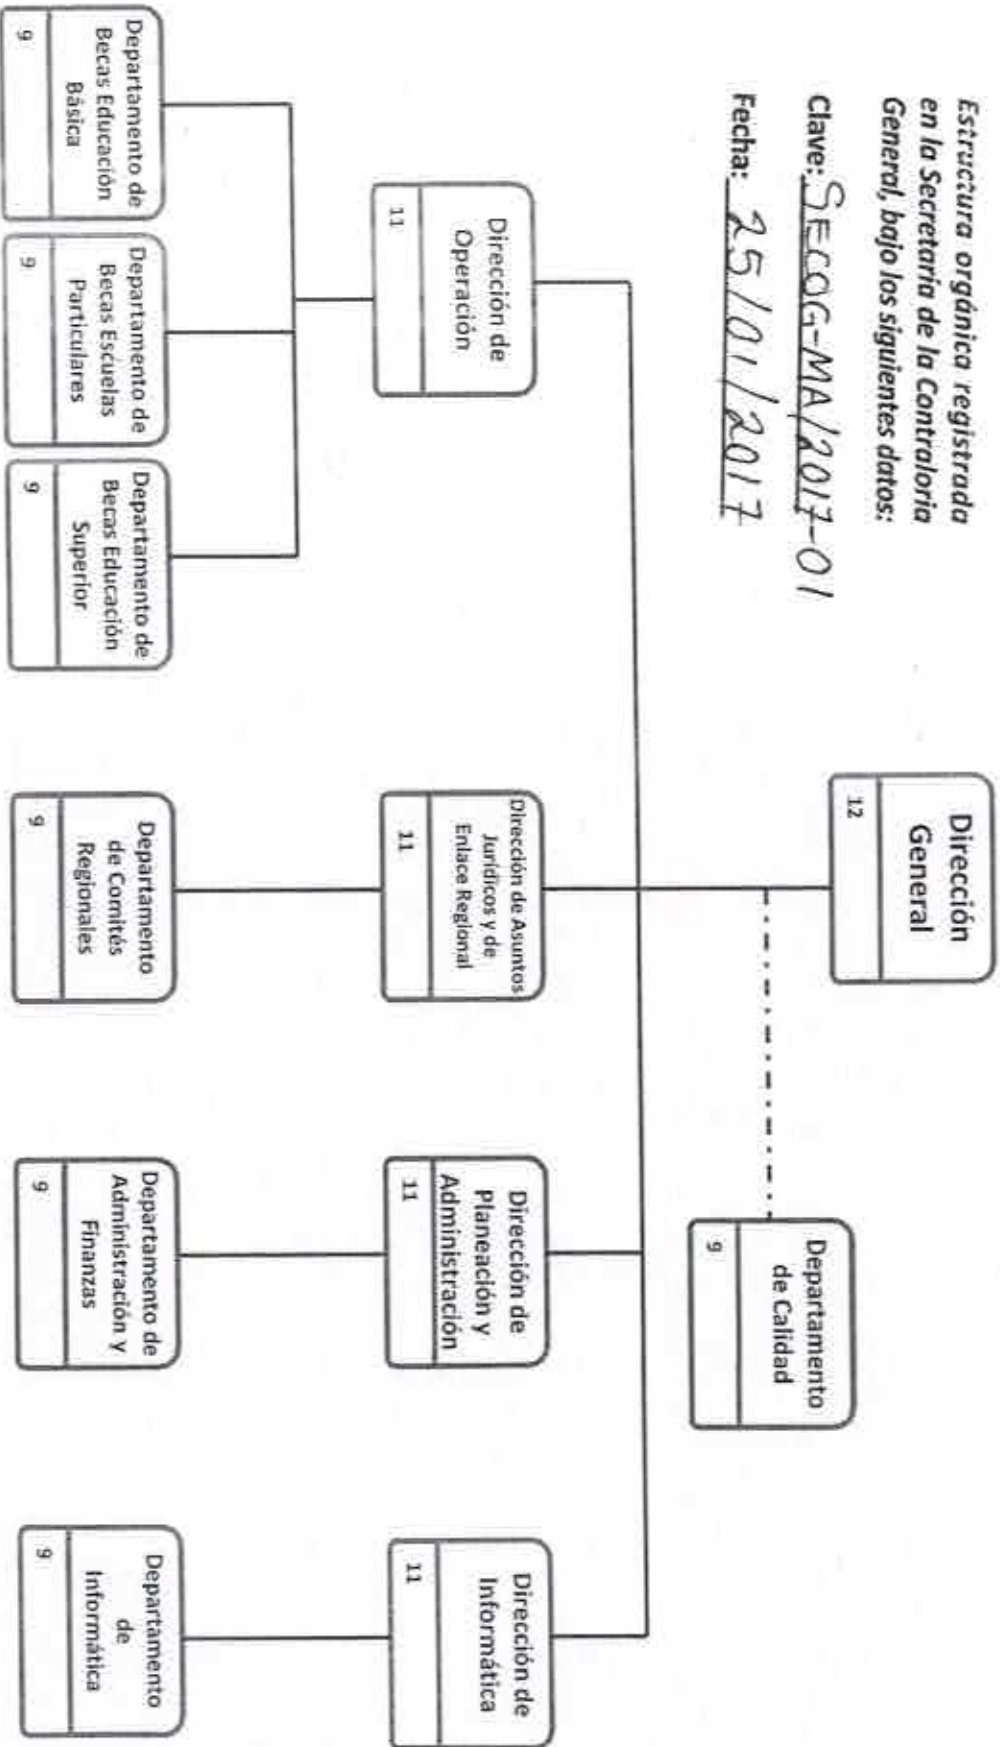 Estructura orgánica registrada
en la Secretaría de la Contraloría
General, bajo los siguientes datos:
Clave: SECOG-MA/2017-01
Fecha: 25/01/2017
Dirección
General
12
Departamento
de Calidad
9
Dirección de
Operación
11
Dirección de Asuntos
Jurídicos y de
Enlace Regional
11
Dirección de
Planeación y
Administración
11
Dirección de
Informática
11
Departamento de
Becas Educación
Básica
9
Departamento de
Becas Escuelas
Particulares
9
Departamento de
Becas Educación
Superior
9
Departamento
de Comités
Regionales
9
Departamento de
Administración y
Finanzas
9
Departamento
de
Informática
9